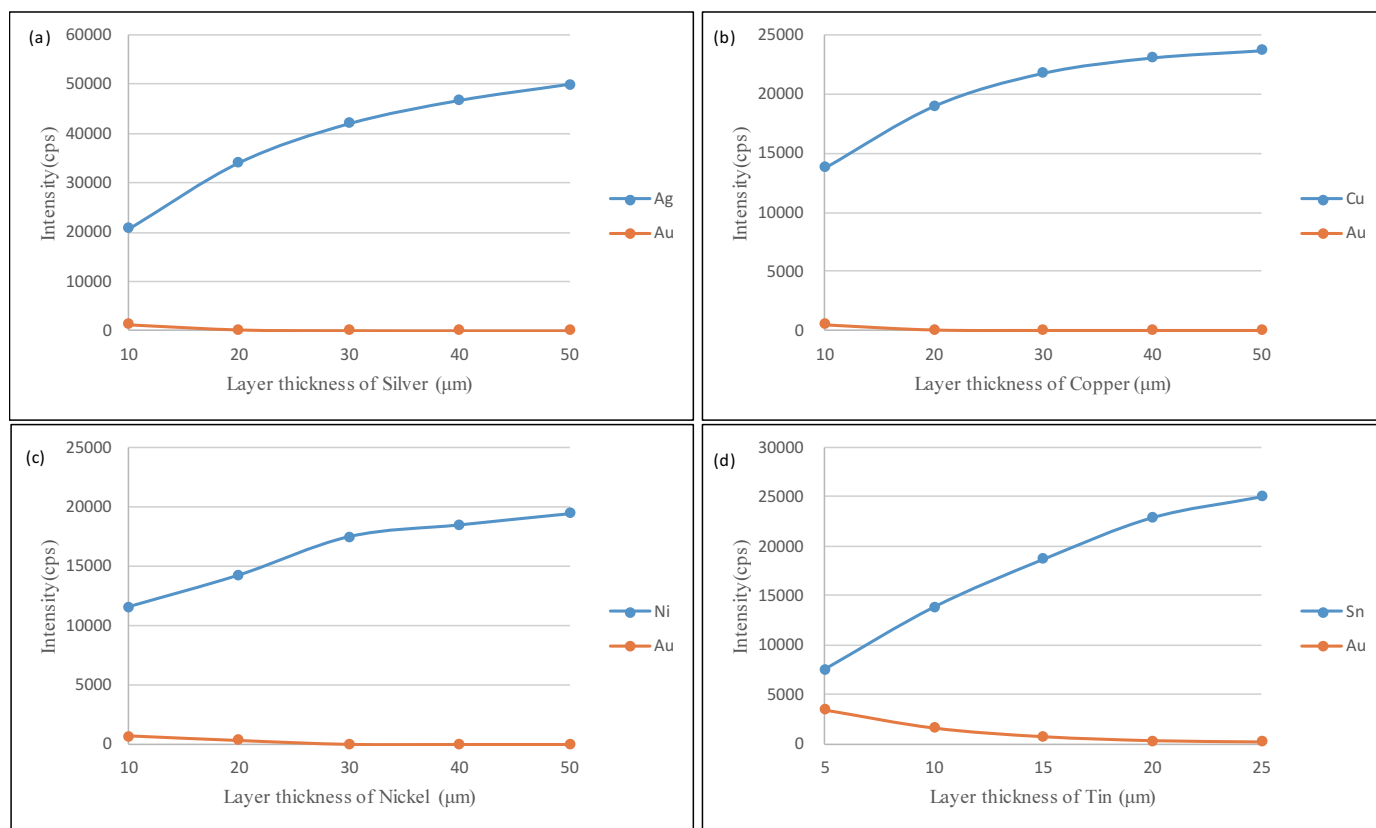 (a)
60000
50000
40000
30000
20000
10000
0
Intensity(cps)
10 20 30 40 50
Layer thickness of Silver (μm)
Ag
Au
(b)
25000
20000
15000
10000
5000
0
Intensity(cps)
10 20 30 40 50
Layer thickness of Copper (μm)
Cu
Au
(c)
25000
20000
15000
10000
5000
0
Intensity(cps)
10 20 30 40 50
Layer thickness of Nickel (μm)
Ni
Au
(d)
30000
25000
20000
15000
10000
5000
0
Intensity(cps)
5 10 15 20 25
Layer thickness of Tin (μm)
Sn
Au